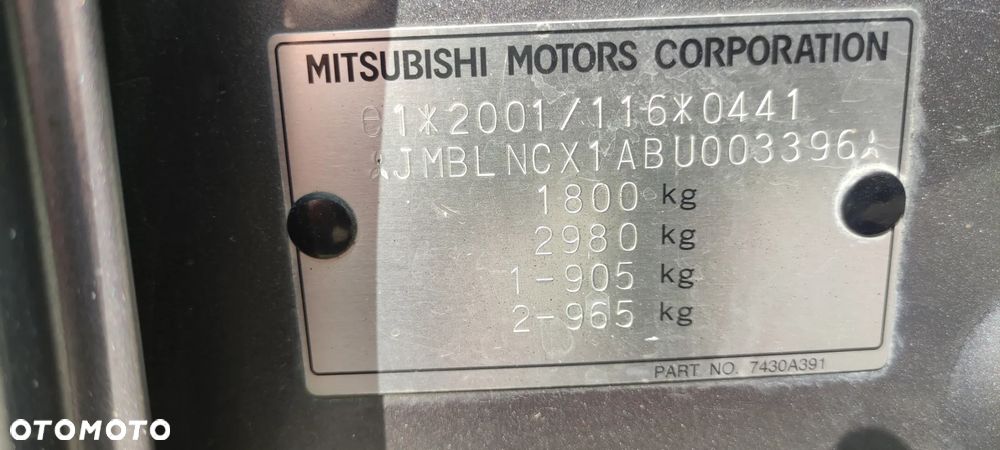 MITSUBISHI MOTORS CORPORATION
e1*2001/116*0441
JMBLNCX1ABU003396
1800 kg
2980 kg
1-905 kg
2-965 kg
PART NO. 7430A391
OTOMOTO